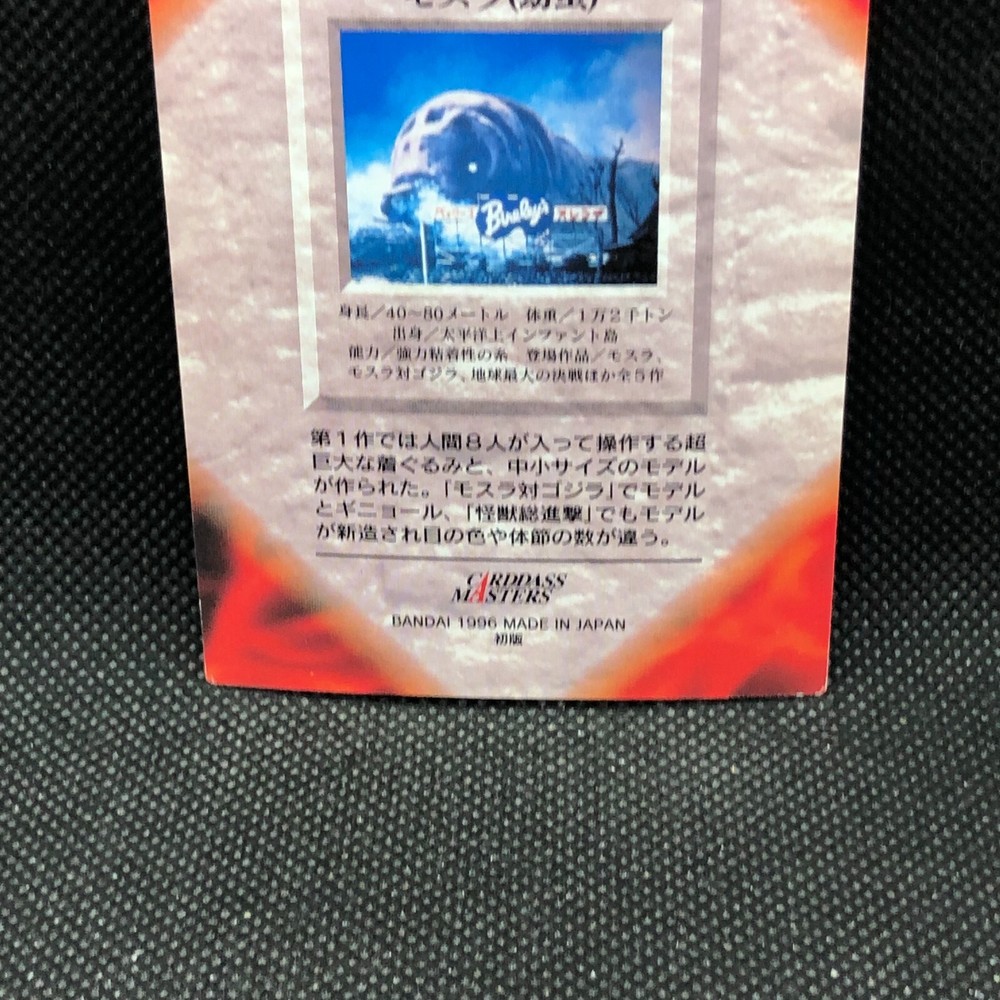 モスラ(幼虫)
Bireley's
身長/40~80メートル 体重/1万2千トン
出身/太平洋上インファント島
能力/強力粘着性の糸 登場作品/モスラ、
モスラ対ゴジラ、地球最大の決戦ほか全5作
第1作では人間8人が入って操作する超
巨大な着ぐるみと、中小サイズのモデル
が作られた。「モスラ対ゴジラ」でモデル
とギニョール、「怪獣総進撃」でもモデル
が新造され目の色や体節の数が違う。
CARDDASS
MASTERS
BANDAI 1996 MADE IN JAPAN
初版